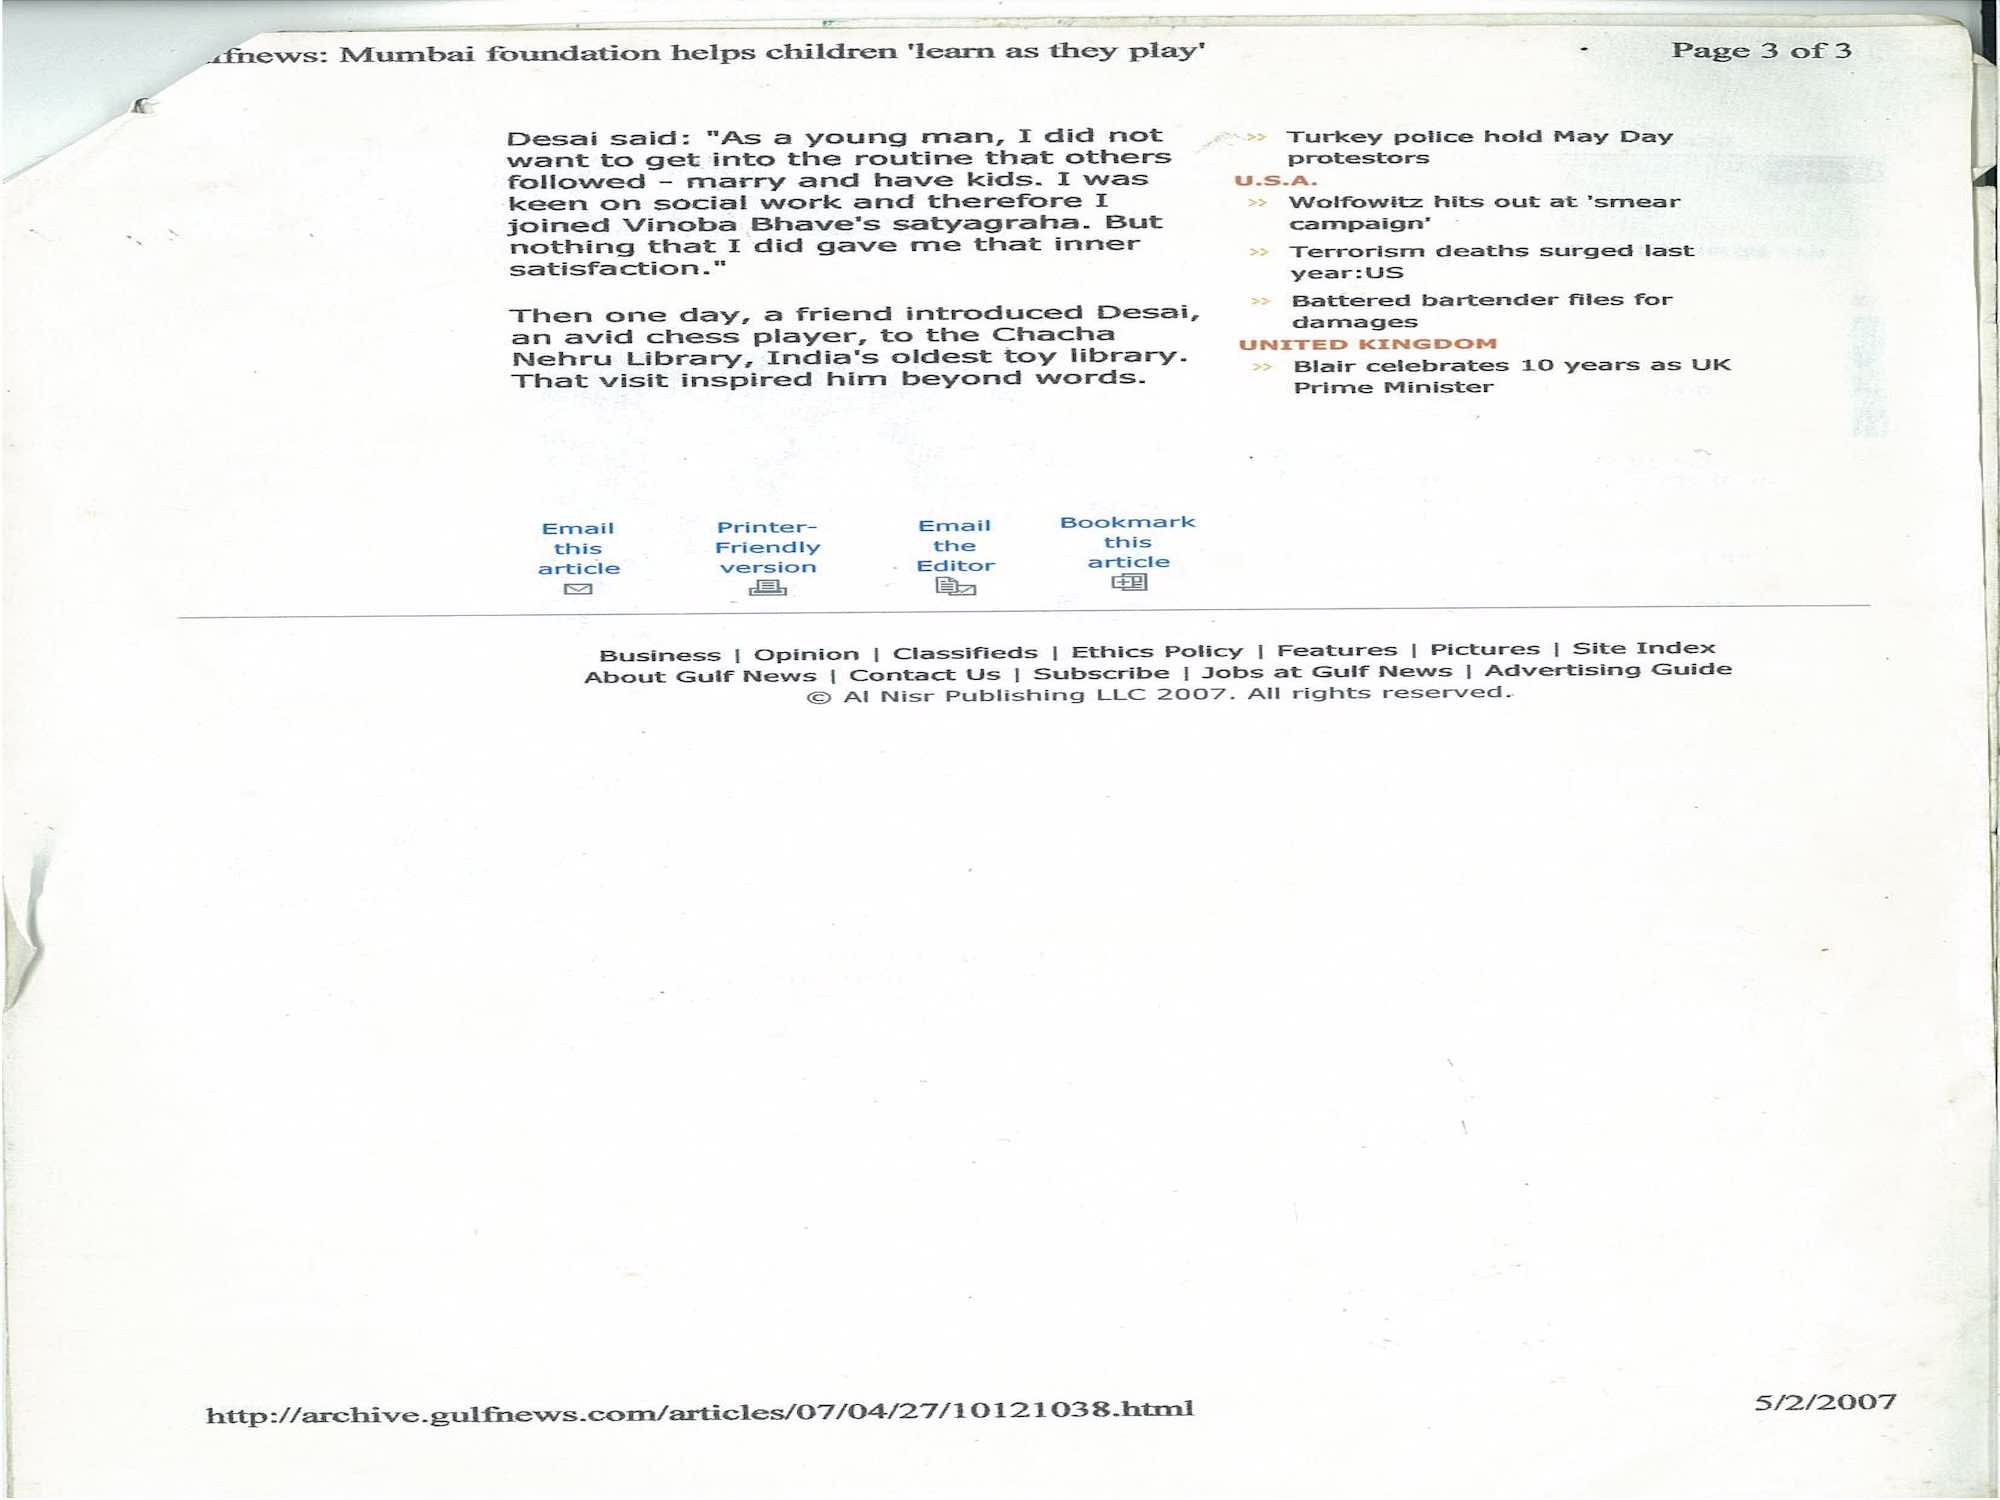 fnews: Mumbai foundation helps children 'learn as they play'
Page 3 of 3
Desai said: "As a young man, I did not
want to get into the routine that others
followed – marry and have kids. I was
keen on social work and therefore I
joined Vinoba Bhave's satyagraha. But
nothing that I did gave me that inner
satisfaction."
Then one day, a friend introduced Desai,
an avid chess player, to the Chacha
Nehru Library, India's oldest toy library.
That visit inspired him beyond words.
>> Turkey police hold May Day
protestors
U.S.A.
>> Wolfowitz hits out at 'smear
campaign'
>> Terrorism deaths surged last
year:US
>> Battered bartender files for
damages
UNITED KINGDOM
>> Blair celebrates 10 years as UK
Prime Minister
Email
this
article
Printer-
Friendly
version
Email
the
Editor
Bookmark
this
article
Business | Opinion | Classifieds | Ethics Policy | Features | Pictures | Site Index
About Gulf News | Contact Us | Subscribe | Jobs at Gulf News | Advertising Guide
© Al Nisr Publishing LLC 2007. All rights reserved.
http://archive.gulfnews.com/articles/07/04/27/10121038.html
5/2/2007